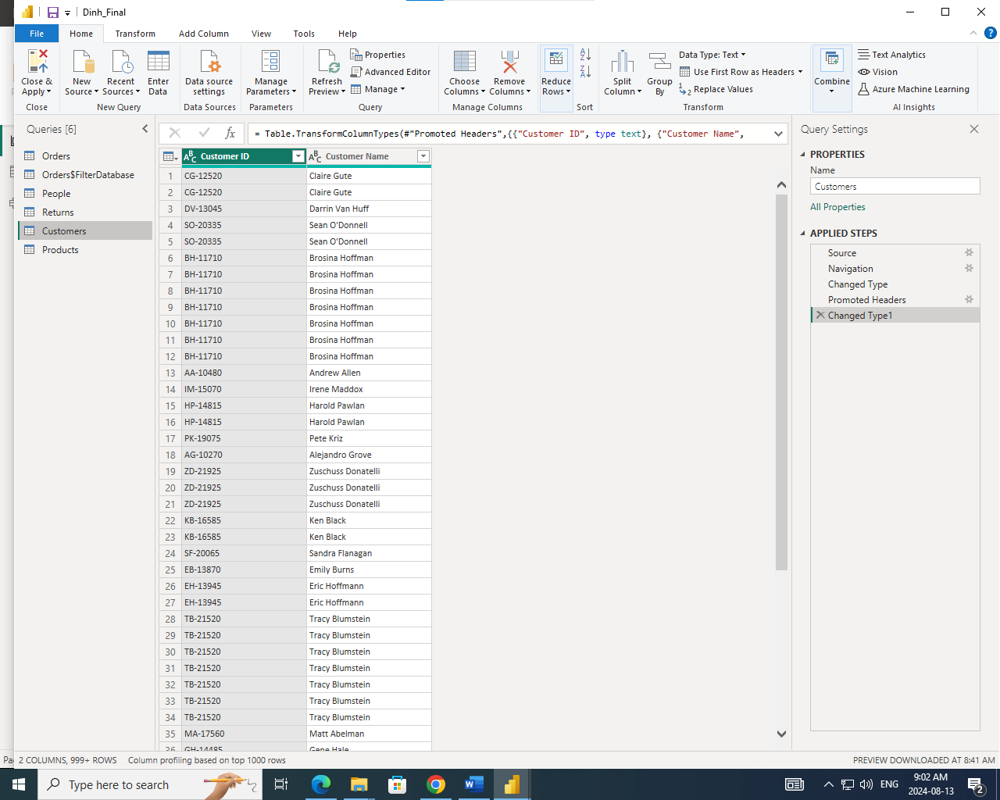 Dinh_Final
File Home Transform Add Column View Tools Help
Close & Apply
Close
New Source
Recent Sources
Enter Data
New Query
Data source settings
Data Sources
Manage Parameters
Parameters
Refresh Preview
Properties
Advanced Editor
Manage
Query
Choose Columns
Remove Columns
Manage Columns
Reduce Rows
Sort
Split Column
Group By
Data Type: Text
Use First Row as Headers
Replace Values
Transform
Combine
Text Analytics
Vision
Azure Machine Learning
AI Insights
Queries [6]
Orders
Orders$FilterDatabase
People
Returns
Customers
Products
fx = Table.TransformColumnTypes(#"Promoted Headers",{{"Customer ID", type text}, {"Customer Name",
Customer ID Customer Name
1 CG-12520 Claire Gute
2 CG-12520 Claire Gute
3 DV-13045 Darrin Van Huff
4 SO-20335 Sean O'Donnell
5 SO-20335 Sean O'Donnell
6 BH-11710 Brosina Hoffman
7 BH-11710 Brosina Hoffman
8 BH-11710 Brosina Hoffman
9 BH-11710 Brosina Hoffman
10 BH-11710 Brosina Hoffman
11 BH-11710 Brosina Hoffman
12 BH-11710 Brosina Hoffman
13 AA-10480 Andrew Allen
14 IM-15070 Irene Maddox
15 HP-14815 Harold Pawlan
16 HP-14815 Harold Pawlan
17 PK-19075 Pete Kriz
18 AG-10270 Alejandro Grove
19 ZD-21925 Zuschuss Donatelli
20 ZD-21925 Zuschuss Donatelli
21 ZD-21925 Zuschuss Donatelli
22 KB-16585 Ken Black
23 KB-16585 Ken Black
24 SF-20065 Sandra Flanagan
25 EB-13870 Emily Burns
26 EH-13945 Eric Hoffmann
27 EH-13945 Eric Hoffmann
28 TB-21520 Tracy Blumstein
29 TB-21520 Tracy Blumstein
30 TB-21520 Tracy Blumstein
31 TB-21520 Tracy Blumstein
32 TB-21520 Tracy Blumstein
33 TB-21520 Tracy Blumstein
34 TB-21520 Tracy Blumstein
35 MA-17560 Matt Abelman
36 GH-14485 Gene Hale
Query Settings
PROPERTIES
Name
Customers
All Properties
APPLIED STEPS
Source
Navigation
Changed Type
Promoted Headers
Changed Type1
2 COLUMNS, 999+ ROWS Column profiling based on top 1000 rows PREVIEW DOWNLOADED AT 8:41 AM
Type here to search
ENG
9:02 AM
2024-08-13
2